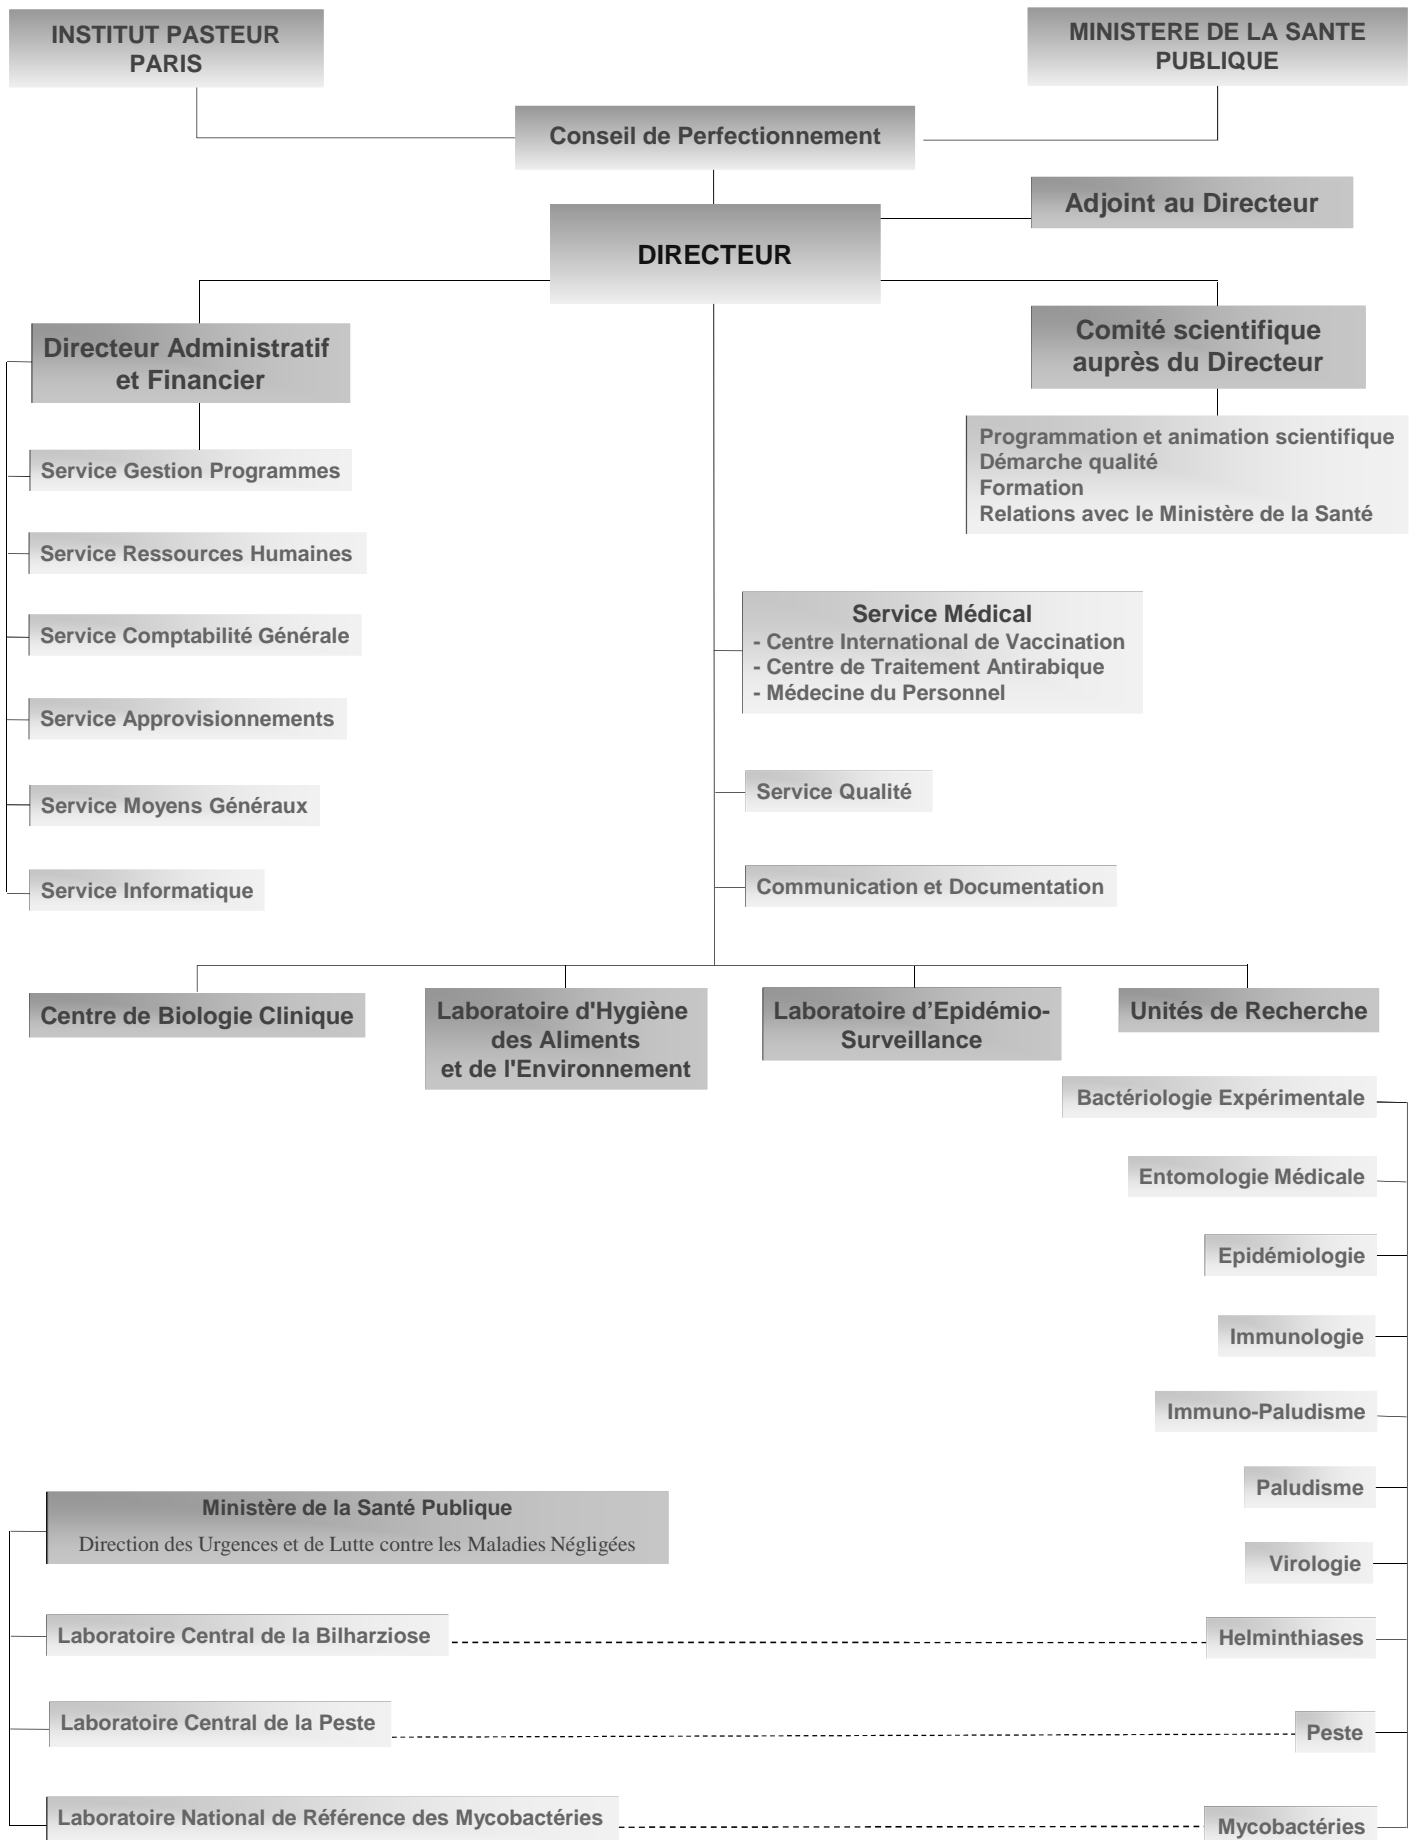 INSTITUT PASTEUR
PARIS
MINISTERE DE LA SANTE
PUBLIQUE
Conseil de Perfectionnement
Adjoint au Directeur
DIRECTEUR
Directeur Administratif
et Financier
Comité scientifique
auprès du Directeur
Programmation et animation scientifique
Démarche qualité
Formation
Relations avec le Ministère de la Santé
Service Gestion Programmes
Service Ressources Humaines
Service Comptabilité Générale
Service Approvisionnements
Service Moyens Généraux
Service Informatique
Service Médical
- Centre International de Vaccination
- Centre de Traitement Antirabique
- Médecine du Personnel
Service Qualité
Communication et Documentation
Centre de Biologie Clinique
Laboratoire d'Hygiène
des Aliments
et de l'Environnement
Laboratoire d’Epidémio-
Surveillance
Unités de Recherche
Bactériologie Expérimentale
Entomologie Médicale
Epidémiologie
Immunologie
Immuno-Paludisme
Paludisme
Virologie
Helminthiases
Peste
Mycobactéries
Ministère de la Santé Publique
Direction des Urgences et de Lutte contre les Maladies Négligées
Laboratoire Central de la Bilharziose
Laboratoire Central de la Peste
Laboratoire National de Référence des Mycobactéries